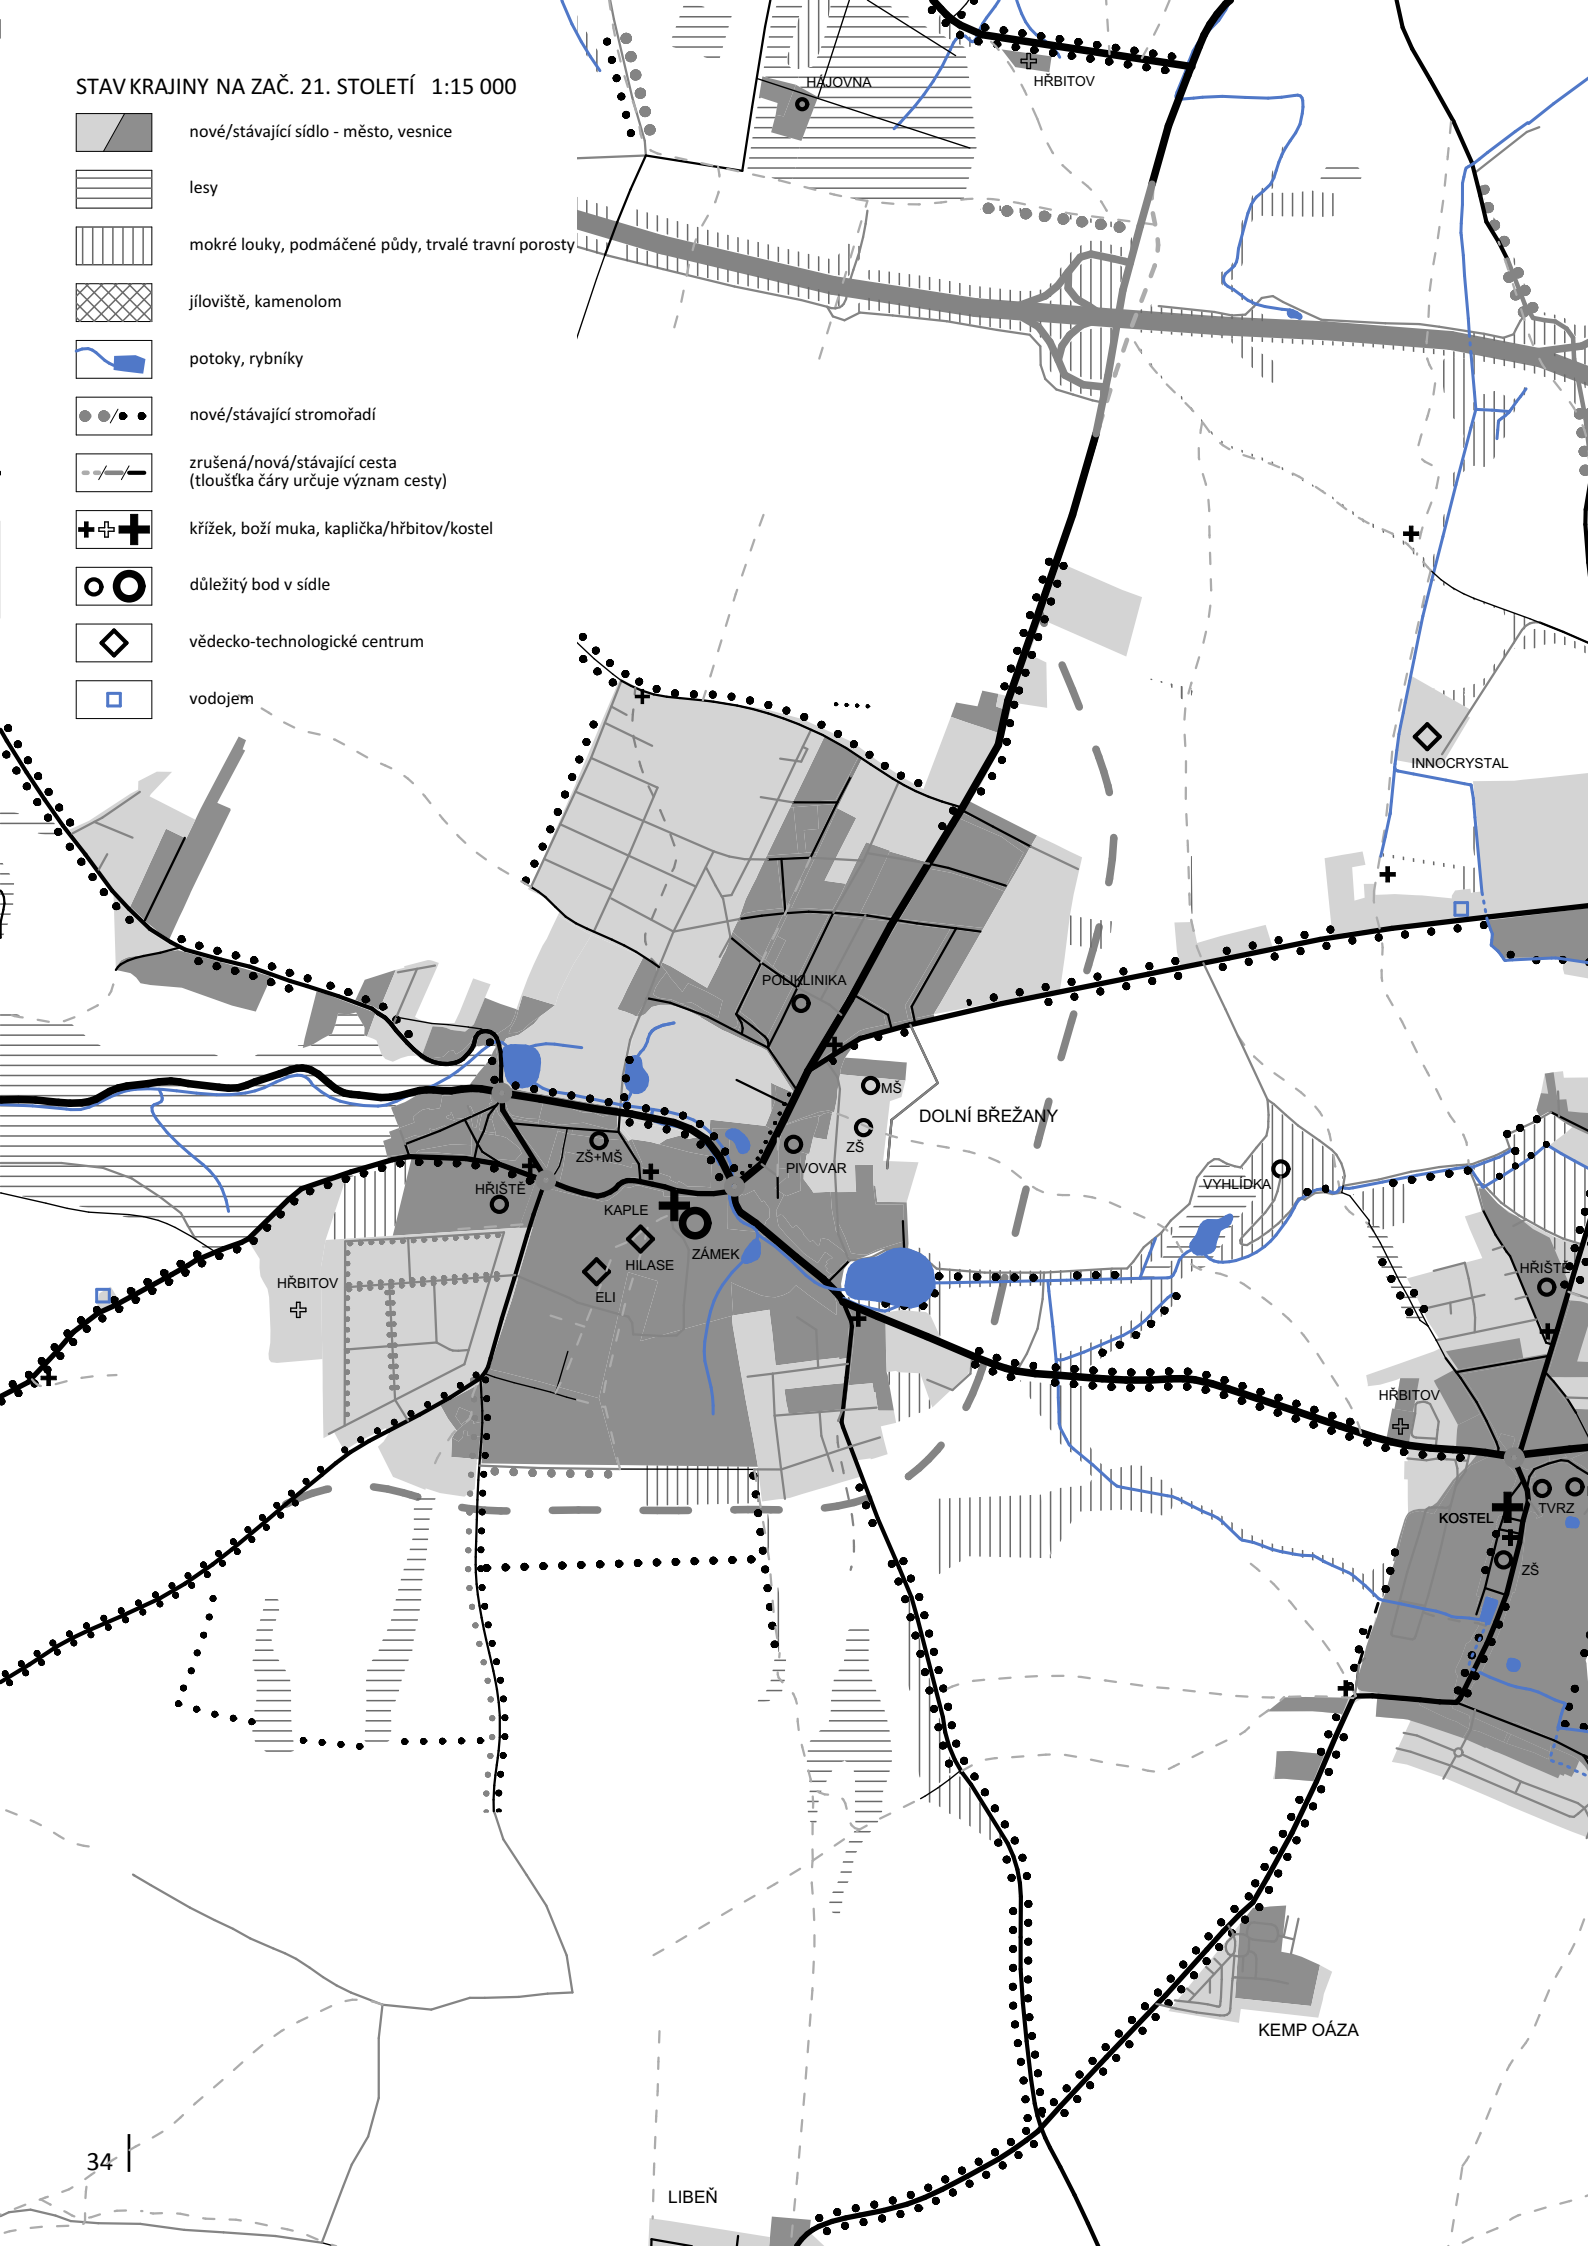 STAV KRAJINY NA ZAČ. 21. STOLETÍ 1:15 000
nové/stávající sídlo - město, vesnice
lesy
mokré louky, podmáčené půdy, trvalé travní porosty
jíloviště, kamenolom
potoky, rybníky
nové/stávající stromořadí
zrušená/nová/stávající cesta
(tloušťka čáry určuje význam cesty)
křížek, boží muka, kaplička/hřbitov/kostel
důležitý bod v sídle
vědecko-technologické centrum
vodojem
HÁJOVNA
HŘBITOV
INNOCRYSTAL
POLIKLINIKA
MŠ
DOLNÍ BŘEŽANY
ZŠ
ZŠ+MŠ
PIVOVAR
HŘIŠTĚ
VYHLÍDKA
KAPLE
ZÁMEK
HILASE
HŘBITOV
ELI
HŘIŠTĚ
HŘBITOV
KOSTEL
TVRZ
ZŠ
KEMP OÁZA
34
LIBEŇ